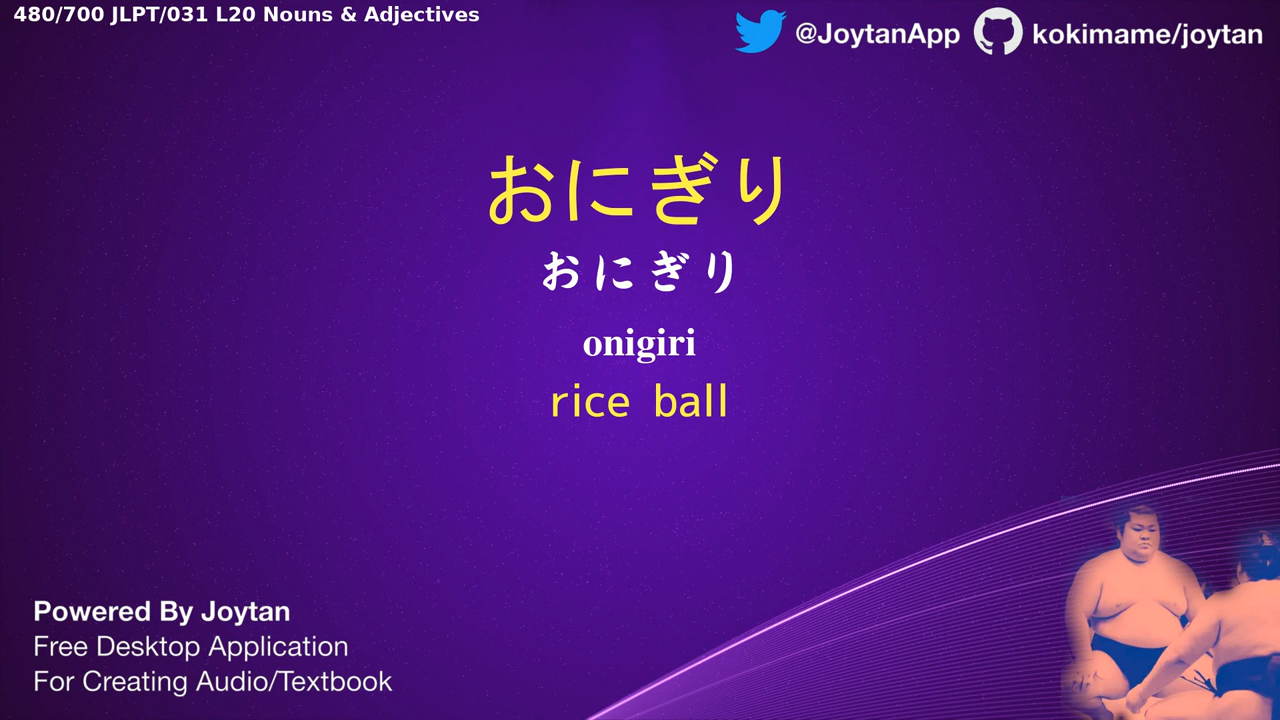 480/700 JLPT/031 L20 Nouns & Adjectives
@JoytanApp kokimame/joytan
おにぎり
おにぎり
onigiri
rice ball
Powered By Joytan
Free Desktop Application
For Creating Audio/Textbook